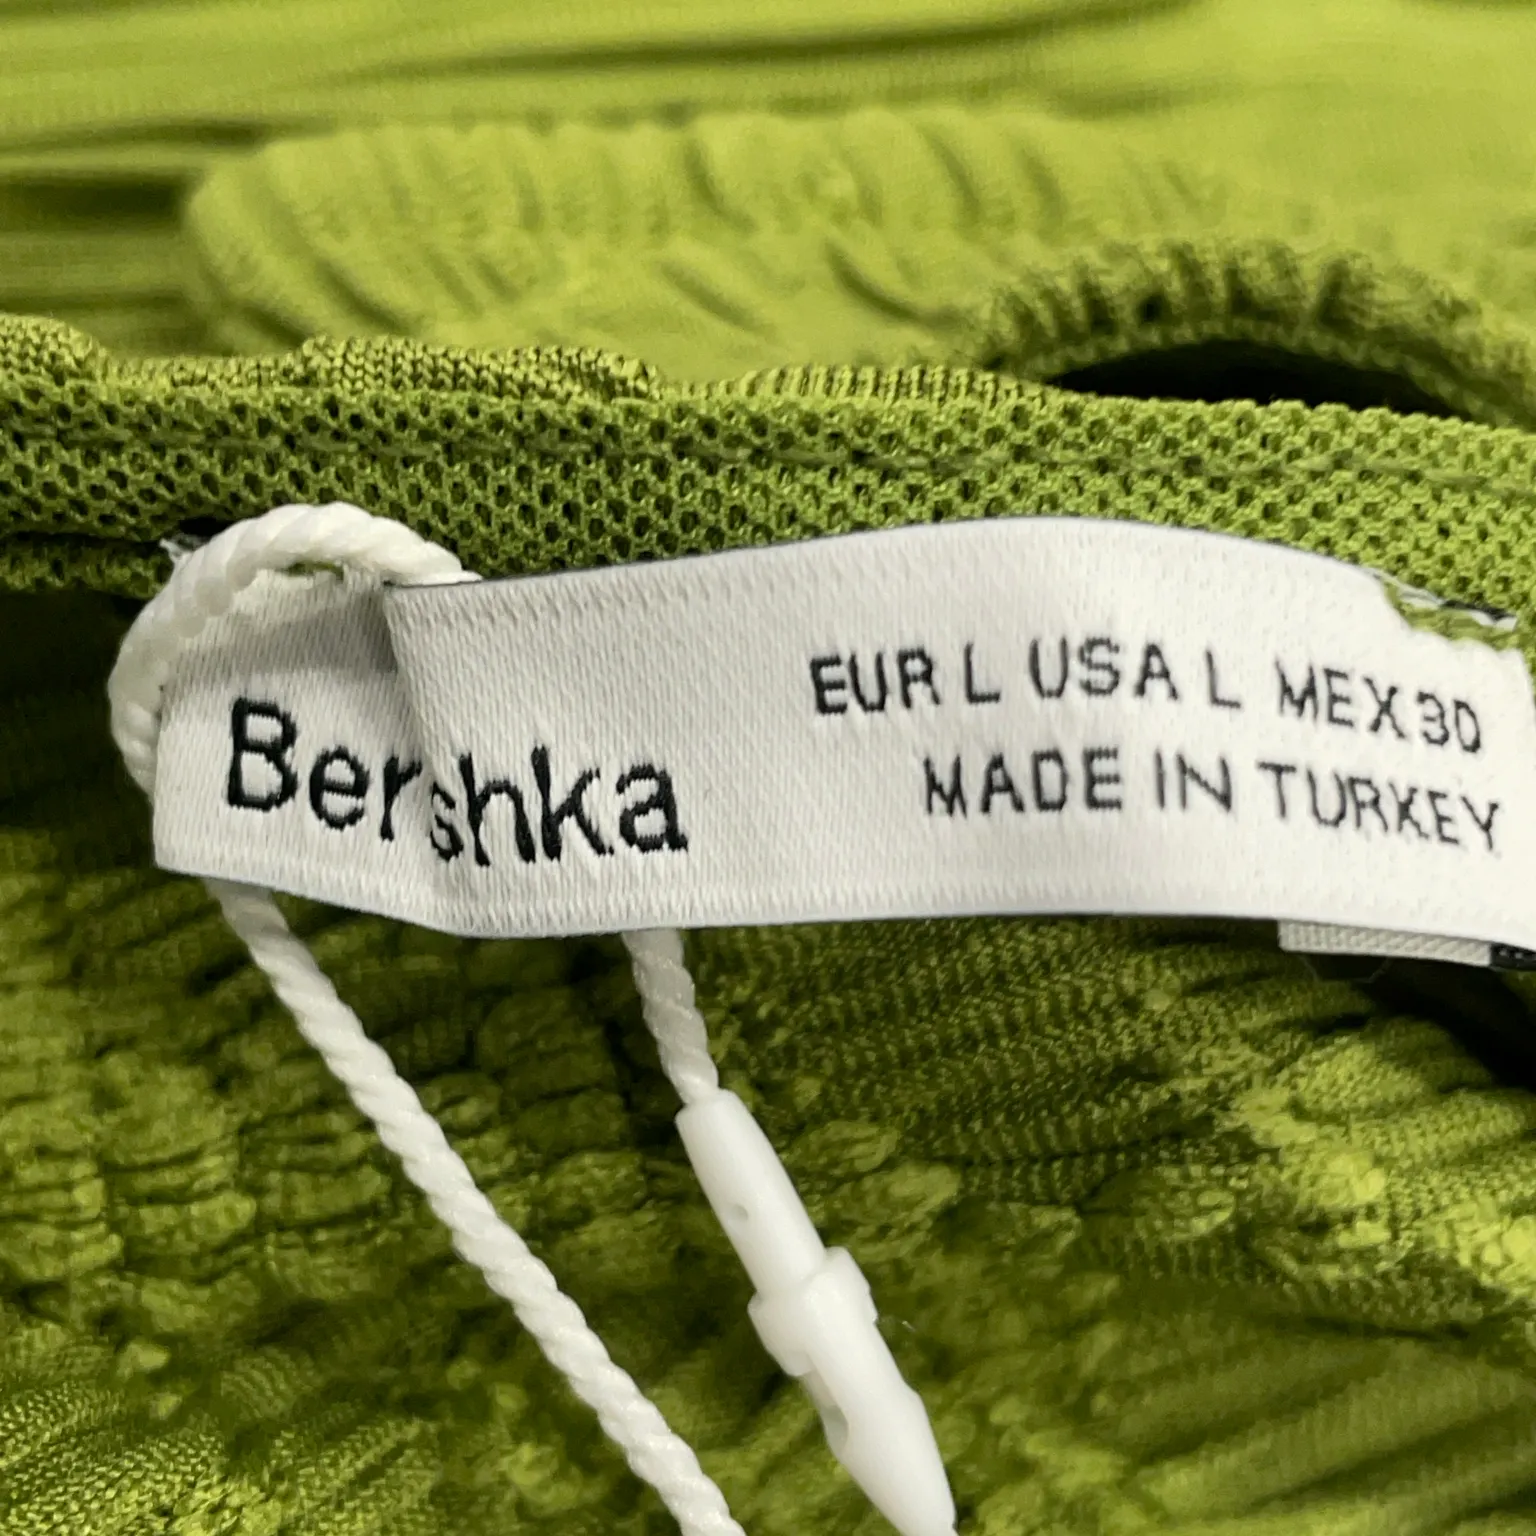 Bershka
EUR L USA L MEX 30
MADE IN TURKEY